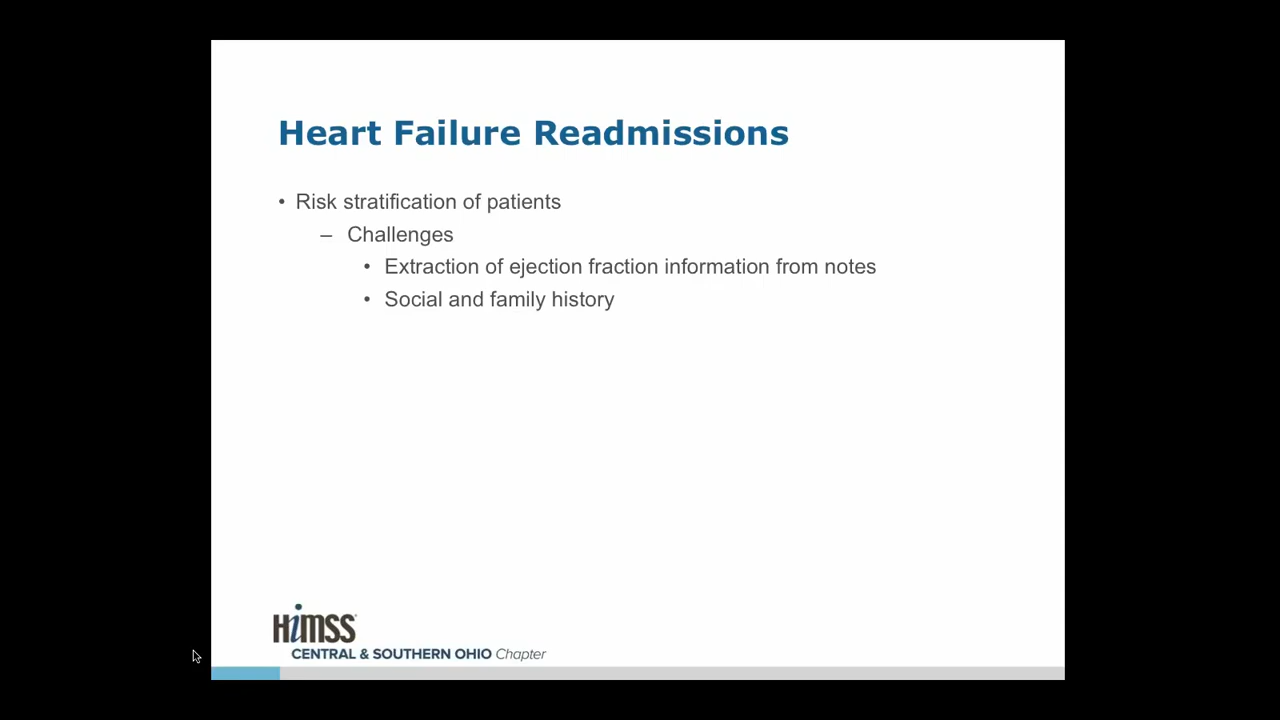 Heart Failure Readmissions
• Risk stratification of patients
– Challenges
• Extraction of ejection fraction information from notes
• Social and family history
HiMSS
CENTRAL & SOUTHERN OHIO Chapter